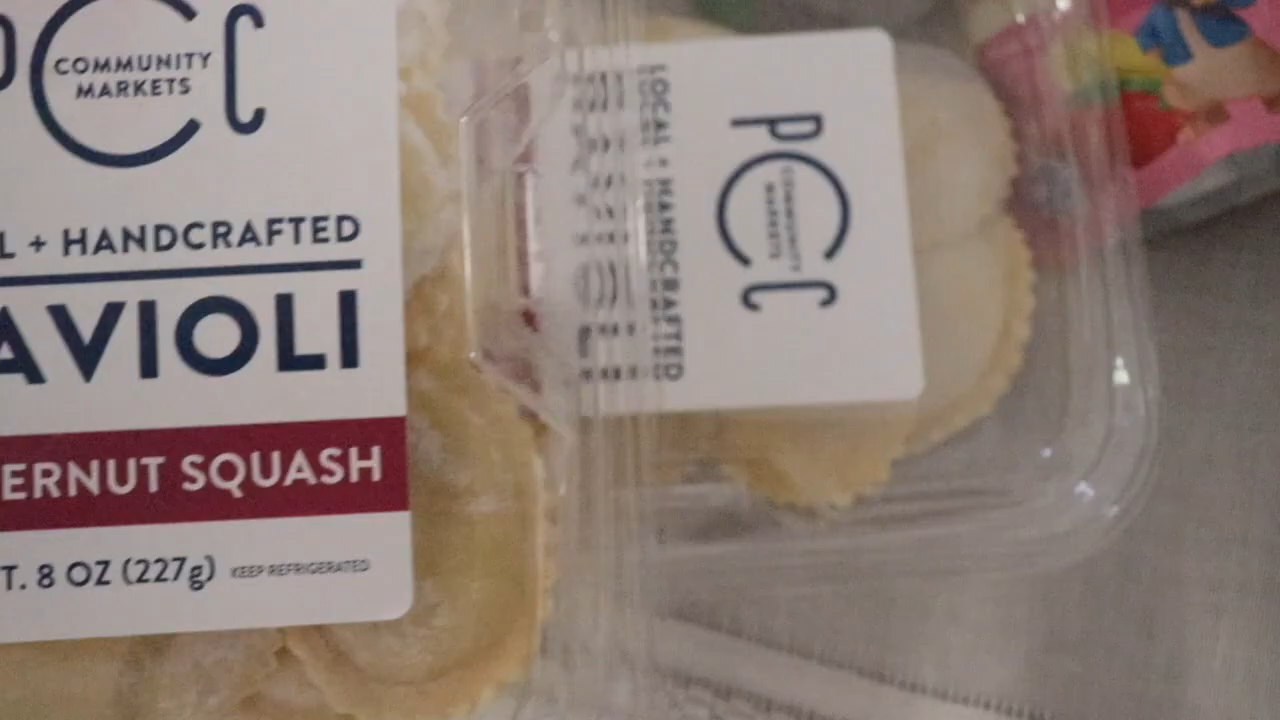 PCC
COMMUNITY
MARKETS
L + HANDCRAFTED
AVIOLI
ERNUT SQUASH
T. 8 OZ (227g) KEEP REFRIGERATED
PCC
COMMUNITY
MARKETS
LOCAL + HANDCRAFTED